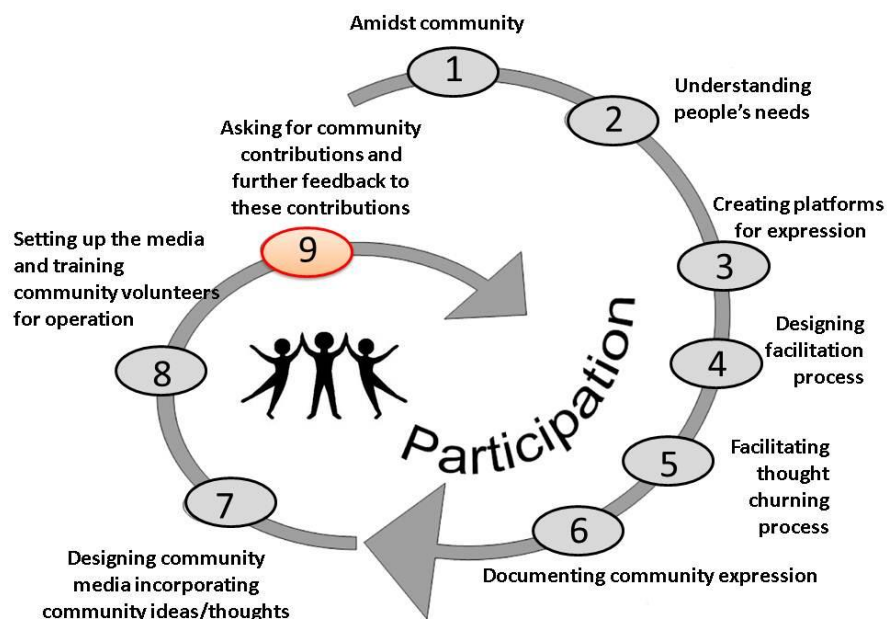 Amidst community
1
Understanding
people's needs
2
Creating platforms
for expression
3
Designing
facilitation
process
4
Facilitating
thought
churning
process
5
Documenting community expression
6
Designing community
media incorporating
community ideas/thoughts
7
Setting up the media
and training
community volunteers
for operation
8
Asking for community
contributions and
further feedback to
these contributions
9
Participation